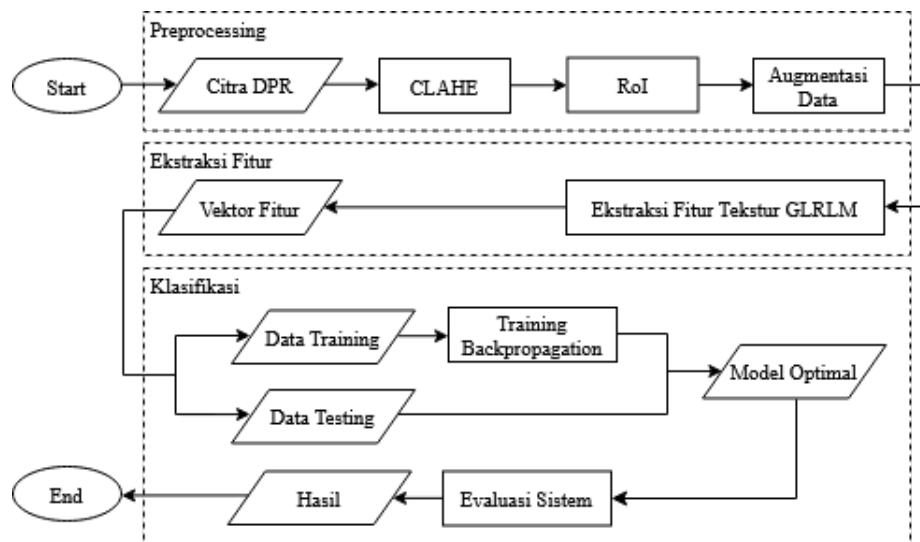 Preprocessing
Start
Citra DPR
CLAHE
RoI
Augmentasi
Data
Ekstraksi Fitur
Vektor Fitur
Ekstraksi Fitur Tekstur GLRLM
Klasifikasi
Data Training
Training
Backpropagation
Model Optimal
Data Testing
End
Hasil
Evaluasi Sistem